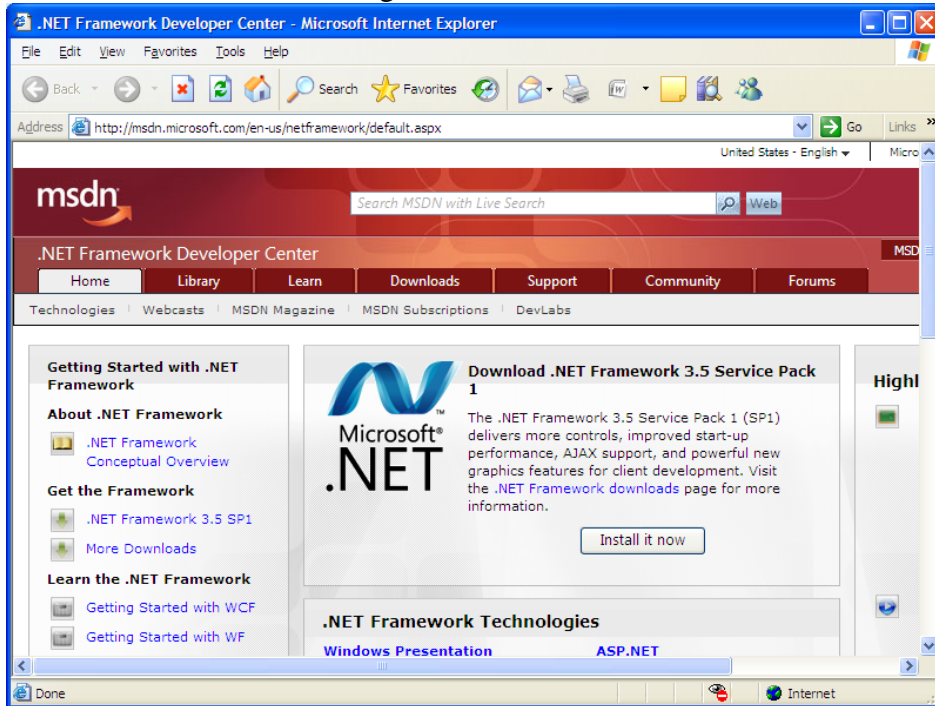 .NET Framework Developer Center - Microsoft Internet Explorer
File Edit View Favorites Tools Help
Back Search Favorites
Address http://msdn.microsoft.com/en-us/netframework/default.aspx Go Links »
United States - English Micro
msdn
Search MSDN with Live Search Web
.NET Framework Developer Center MSD
Home Library Learn Downloads Support Community Forums
Technologies Webcasts MSDN Magazine MSDN Subscriptions DevLabs
Getting Started with .NET
Framework
About .NET Framework
.NET Framework
Conceptual Overview
Get the Framework
.NET Framework 3.5 SP1
More Downloads
Learn the .NET Framework
Getting Started with WCF
Getting Started with WF
Microsoft®
.NET
™
Download .NET Framework 3.5 Service Pack
1
The .NET Framework 3.5 Service Pack 1 (SP1)
delivers more controls, improved start-up
performance, AJAX support, and powerful new
graphics features for client development. Visit
the .NET Framework downloads page for more
information.
Install it now
Highl
.NET Framework Technologies
Windows Presentation ASP.NET
Done Internet